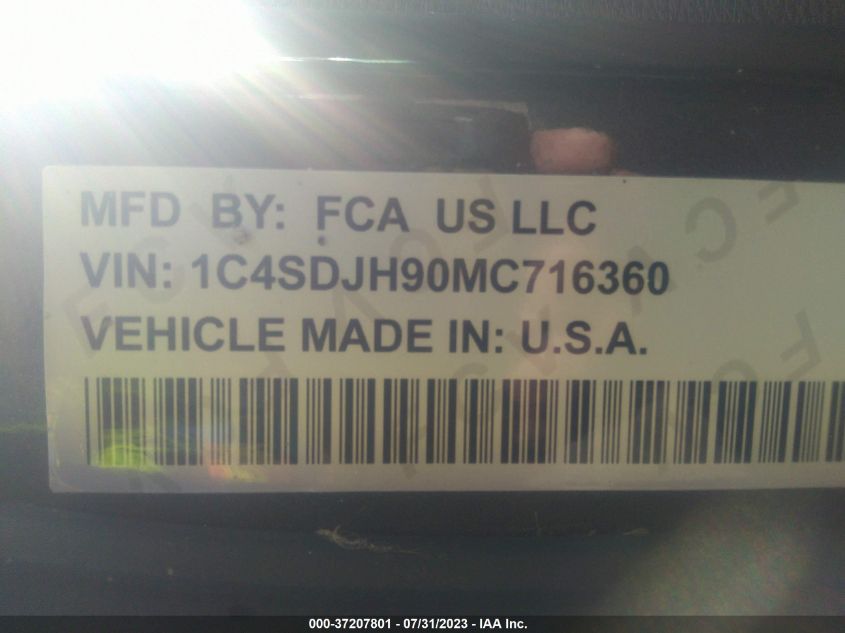 MFD BY: FCA US LLC
VIN: 1C4SDJH90MC716360
VEHICLE MADE IN: U.S.A.
000-37207801 - 07/31/2023 - IAA Inc.